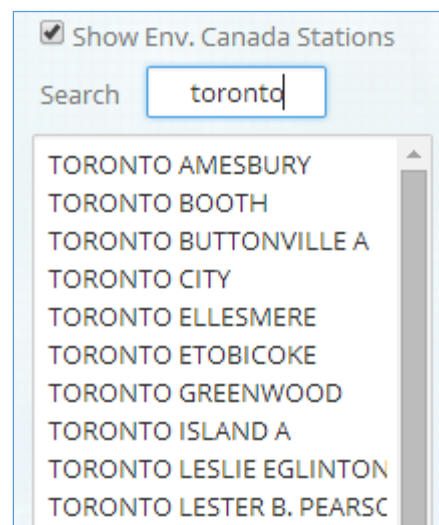 Show Env. Canada Stations
Search toronto
TORONTO AMESBURY
TORONTO BOOTH
TORONTO BUTTONVILLE A
TORONTO CITY
TORONTO ELLESMERE
TORONTO ETOBICOKE
TORONTO GREENWOOD
TORONTO ISLAND A
TORONTO LESLIE EGLINTON
TORONTO LESTER B. PEARSC